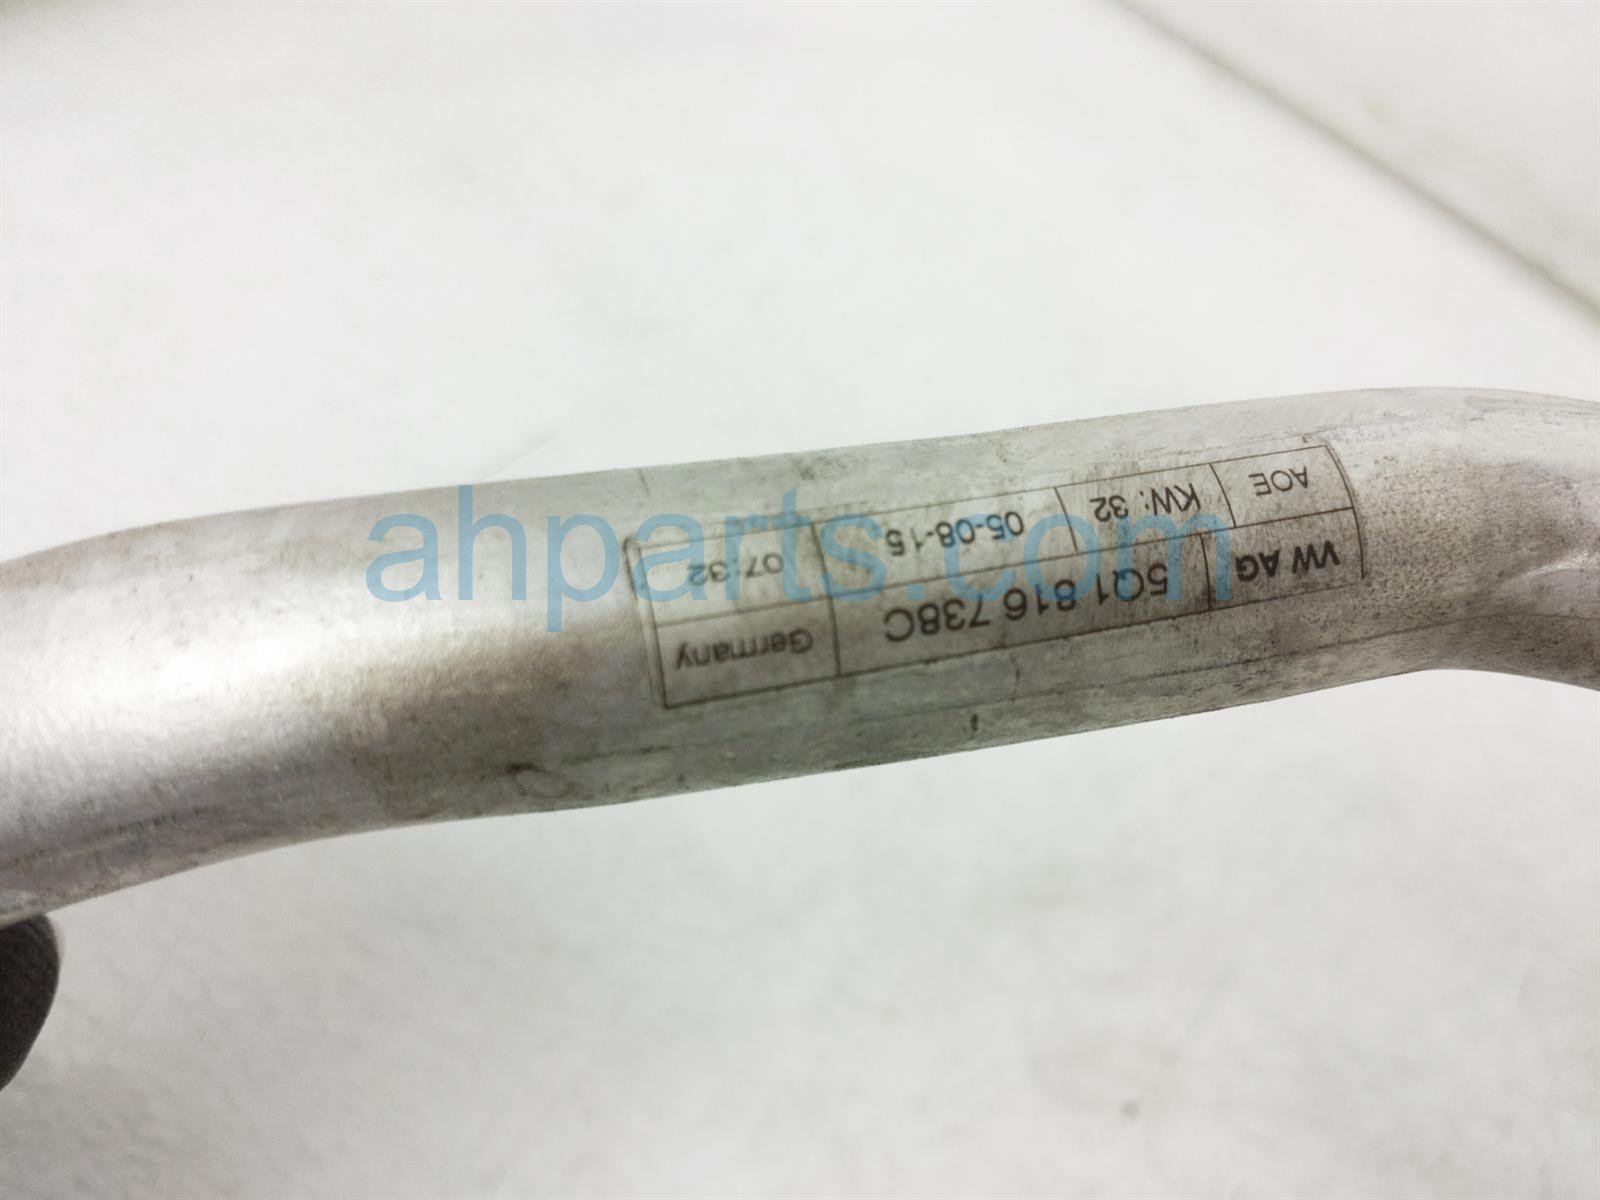 VW AG 5Q1 816 738C Germany
AOE KW: 32 05-08-15 07:32
ahparts.com